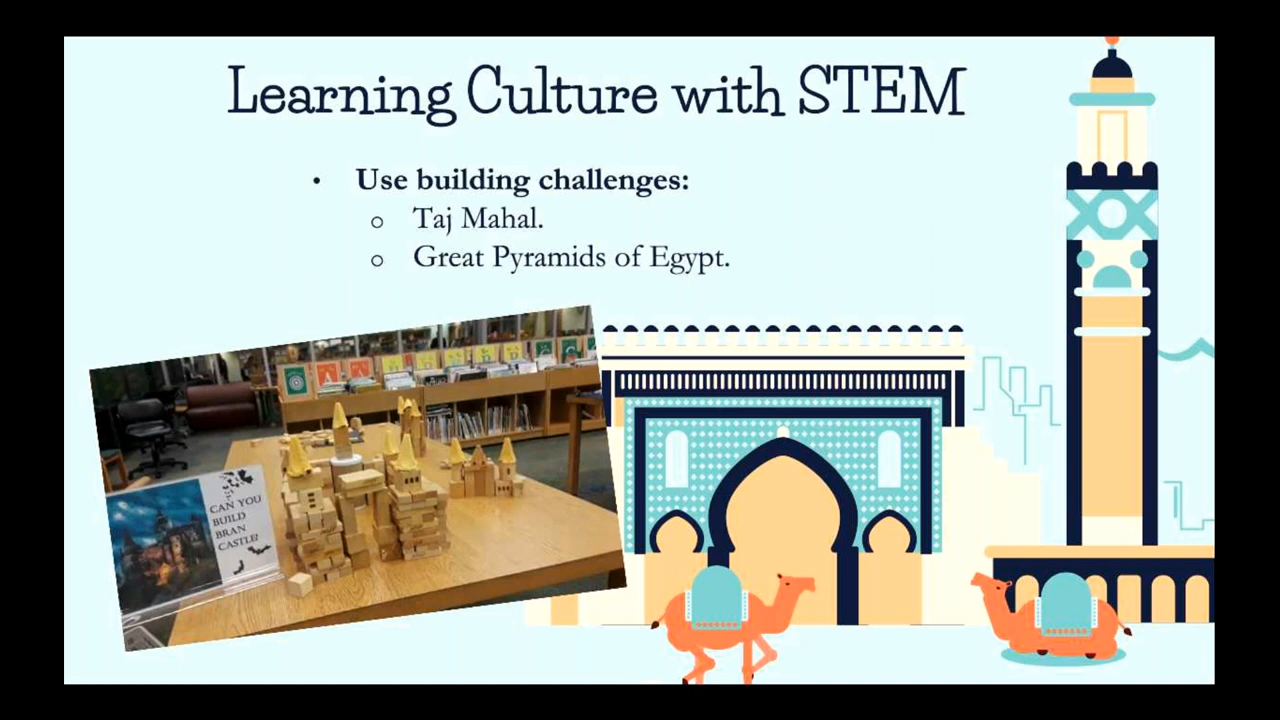 Learning Culture with STEM
• Use building challenges:
o Taj Mahal.
o Great Pyramids of Egypt.
CAN YOU
BUILD
BRAN
CASTLE?